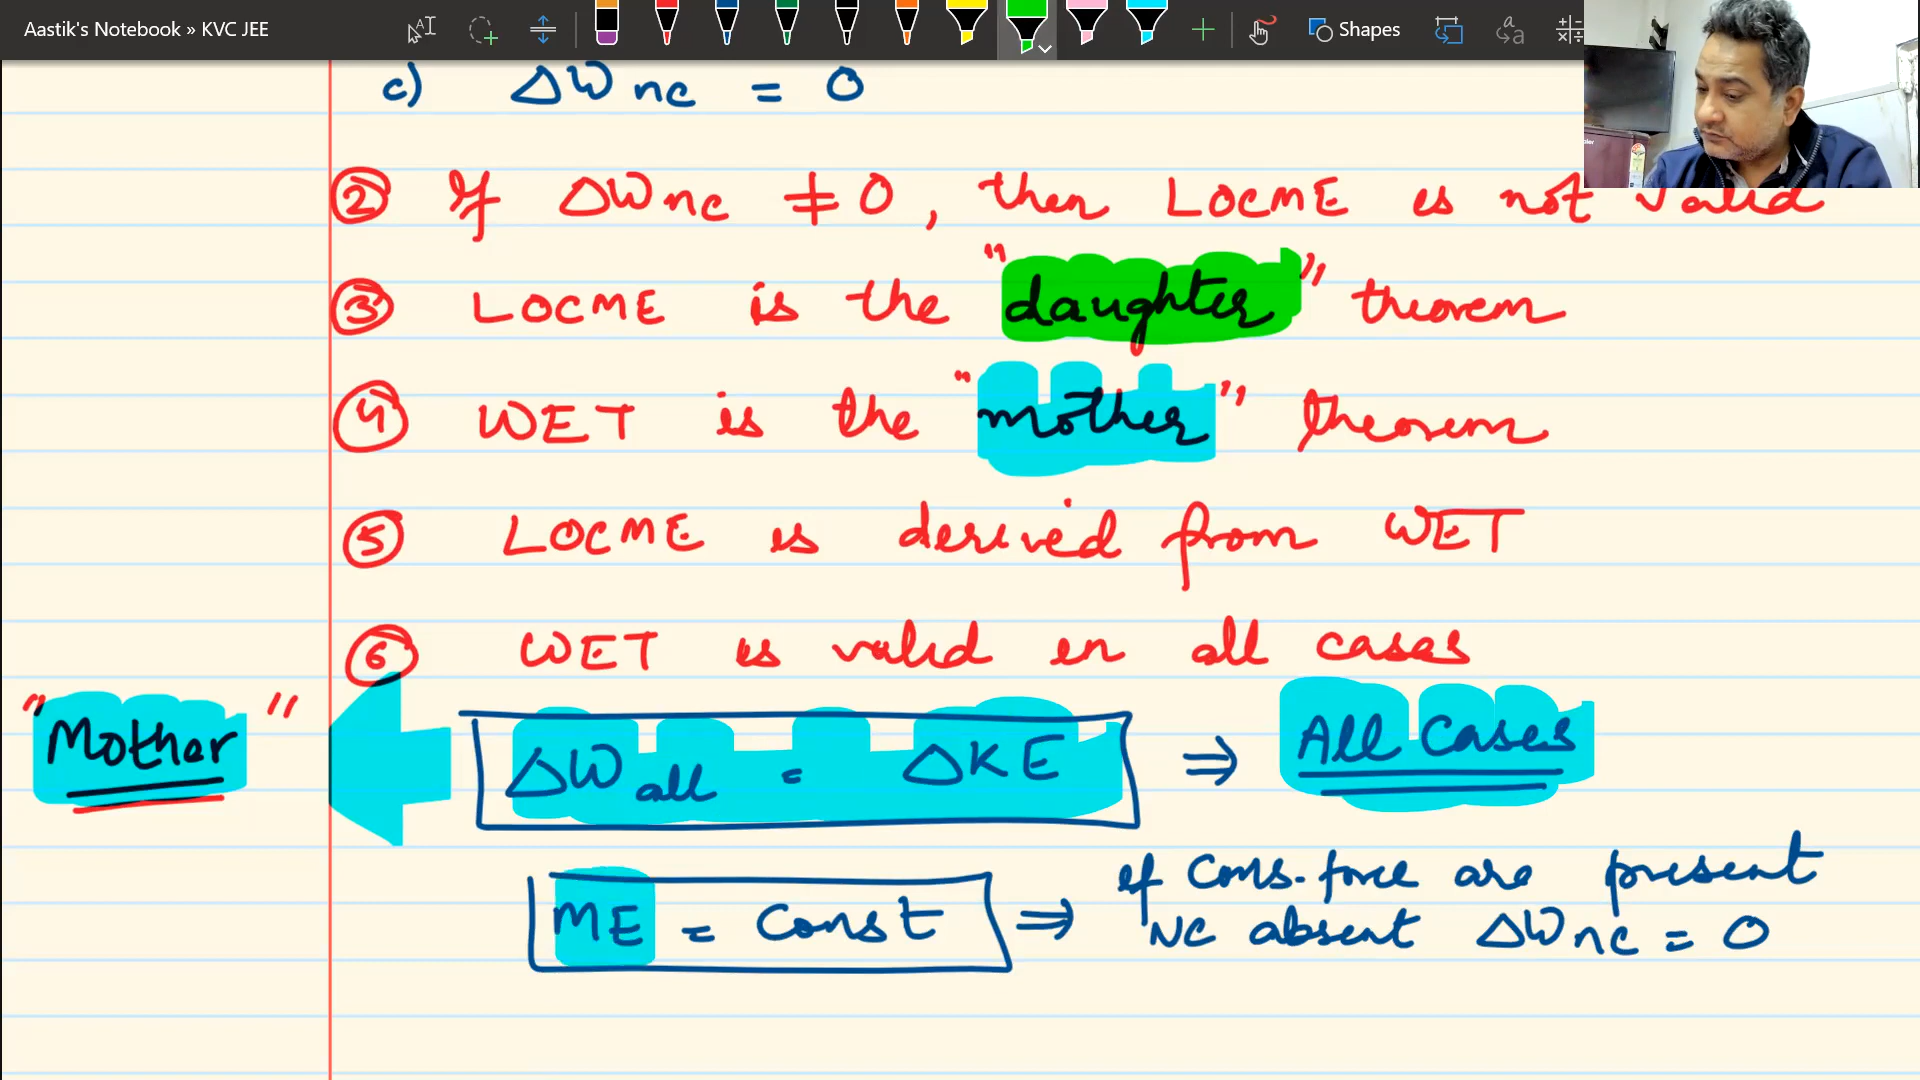 Aastik's Notebook » KVC JEE
Shapes
c) ΔWnc = 0
② If ΔWnc ≠ 0, then LOCME is not valid
③ LOCME is the "daughter" theorem
④ WET is the "mother" theorem
⑤ LOCME is derived from WET
⑥ WET is valid in all cases
"Mother"
ΔWall = ΔKE ⇒ All Cases
ME = Const ⇒ if Cons. force are present
NC absent ΔWnc = 0